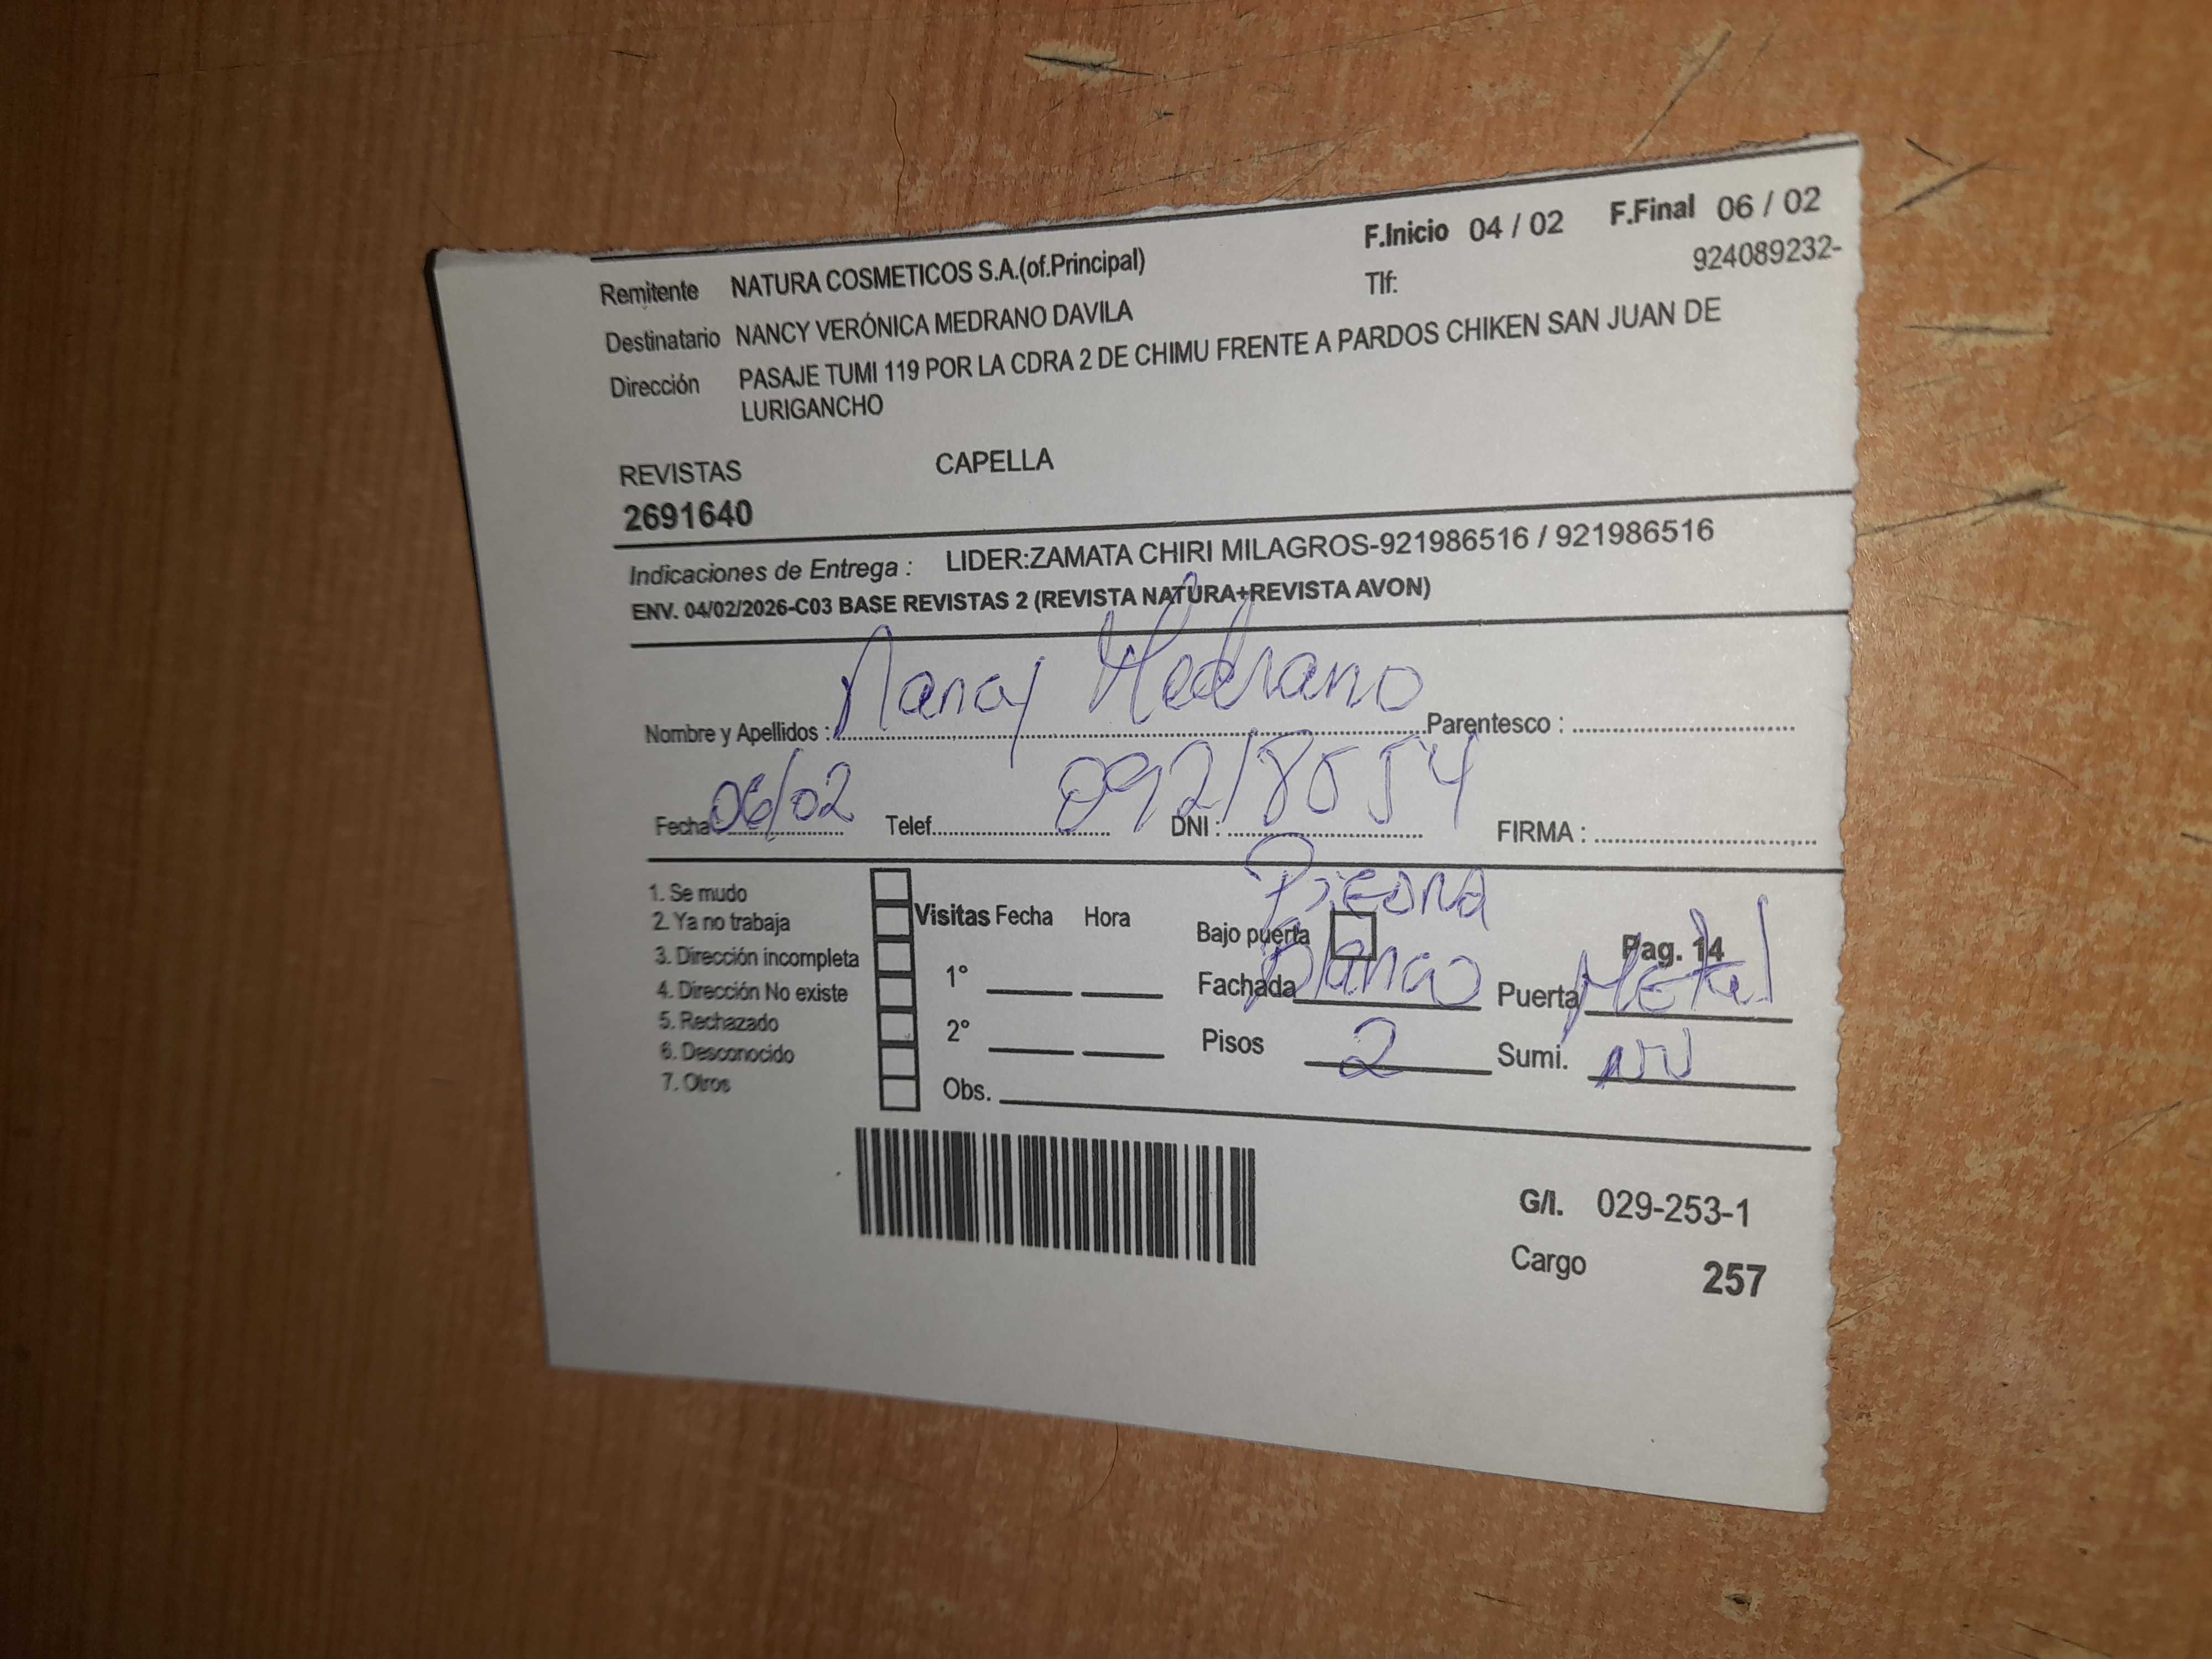 F.Inicio 04 / 02 F.Final 06 / 02
Remitente NATURA COSMETICOS S.A.(of.Principal) Tlf: 924089232-
Destinatario NANCY VERÓNICA MEDRANO DAVILA
Dirección PASAJE TUMI 119 POR LA CDRA 2 DE CHIMU FRENTE A PARDOS CHIKEN SAN JUAN DE
LURIGANCHO
REVISTAS CAPELLA
2691640
Indicaciones de Entrega : LIDER:ZAMATA CHIRI MILAGROS-921986516 / 921986516
ENV. 04/02/2026-C03 BASE REVISTAS 2 (REVISTA NATURA+REVISTA AVON)
Nombre y Apellidos : Nancy Medrano Parentesco :
Fecha : 06/02 Telef. DNI : 09218554 FIRMA :
1. Se mudo
2. Ya no trabaja
3. Dirección incompleta
4. Dirección No existe
5. Rechazado
6. Desconocido
7. Otros
Visitas Fecha Hora
1°
2°
Obs.
Piedra
Bajo puerta Pag. 14
Fachada Blanco Puerta Metal
Pisos 2 Sumi.
G/I. 029-253-1
Cargo 257